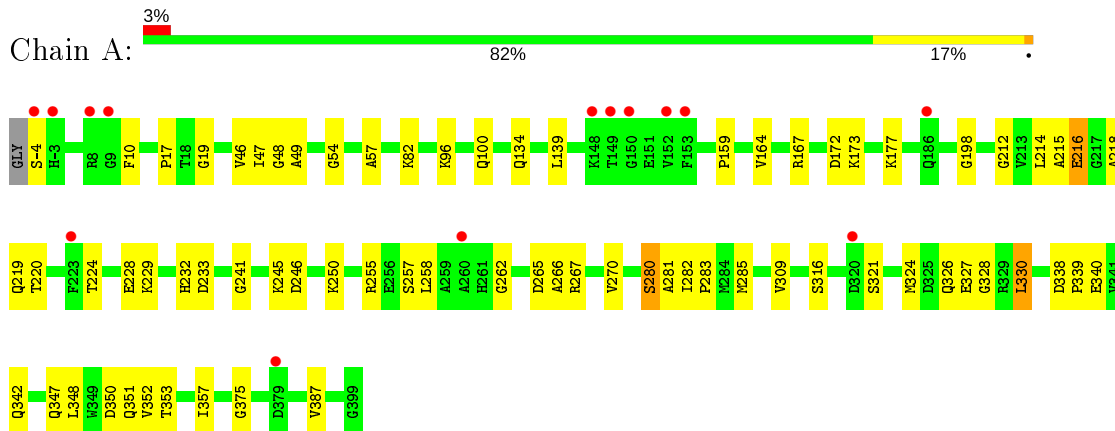 3%
Chain A:
82% 17% •
GLY S-4 H-3 R8 G9 F10 P17 T18 G19 V46 I47 G48 A49 G54 A57 K82 K96 Q100 Q134 L139 K148 T149 G150 E151 V152 F153 P159 V164 R167 D172 K173 K177 Q186 G198 G212 V213 L214 A215 E216 G217 A218
Q219 T220 F223 T224 E228 K229 H232 D233 G241 K245 D246 K250 R255 E256 S257 L258 A259 A260 H261 G262 D265 A266 R267 V270 S280 A281 I282 P283 M284 M285 V309 S316 D320 S321 M324 D325 Q326 E327 G328 R329 L330 D338 P339 E340 V341
Q342 Q347 L348 W349 D350 Q351 V352 T353 I357 G375 D379 V387 G399